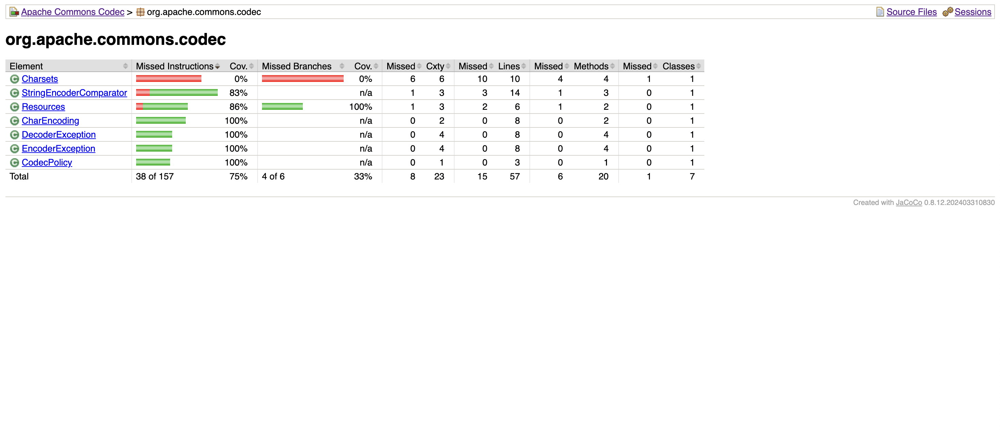 Apache Commons Codec > org.apache.commons.codec Source Files Sessions
org.apache.commons.codec
Element Missed Instructions Cov. Missed Branches Cov. Missed Cxty Missed Lines Missed Methods Missed Classes
C Charsets 0% 0% 6 6 10 10 4 4 1 1
C StringEncoderComparator 83% n/a 1 3 3 14 1 3 0 1
C Resources 86% 100% 1 3 2 6 1 2 0 1
C CharEncoding 100% n/a 0 2 0 8 0 2 0 1
C DecoderException 100% n/a 0 4 0 8 0 4 0 1
C EncoderException 100% n/a 0 4 0 8 0 4 0 1
C CodecPolicy 100% n/a 0 1 0 3 0 1 0 1
Total 38 of 157 75% 4 of 6 33% 8 23 15 57 6 20 1 7
Created with JaCoCo 0.8.12.202403310830